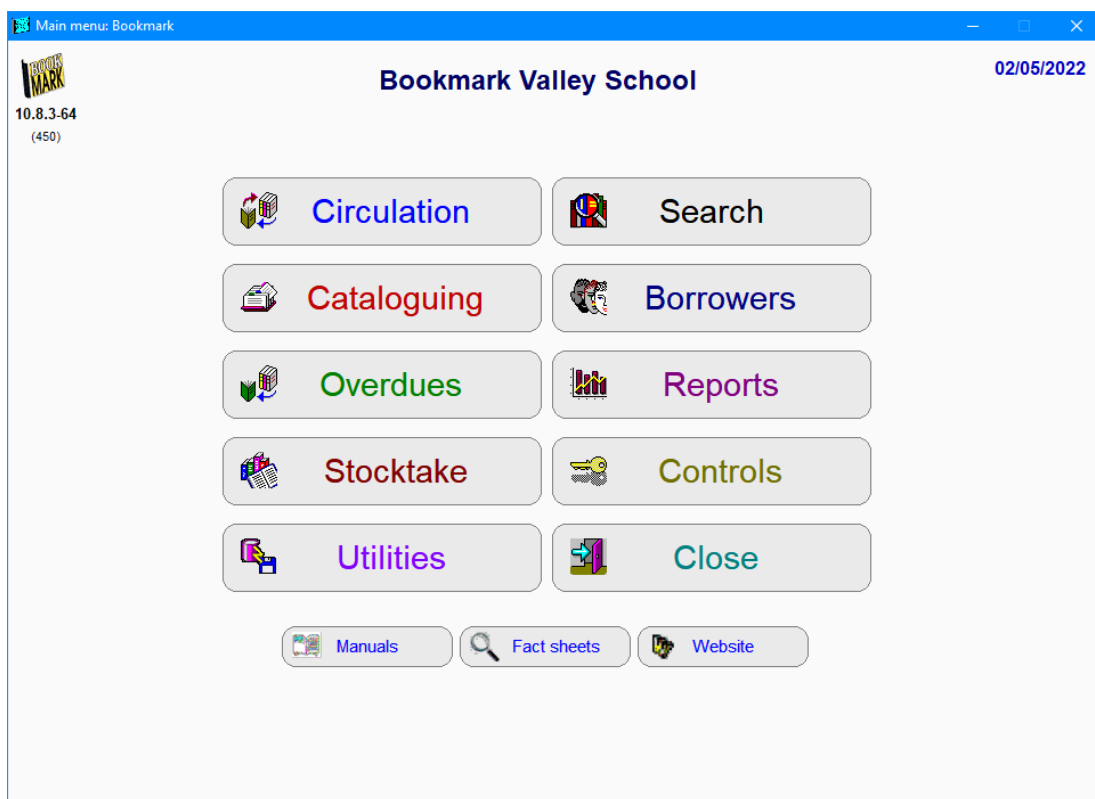 Main menu: Bookmark
BOOK
MARK
10.8.3-64
(450)
Bookmark Valley School
02/05/2022
Circulation
Search
Cataloguing
Borrowers
Overdues
Reports
Stocktake
Controls
Utilities
Close
Manuals
Fact sheets
Website